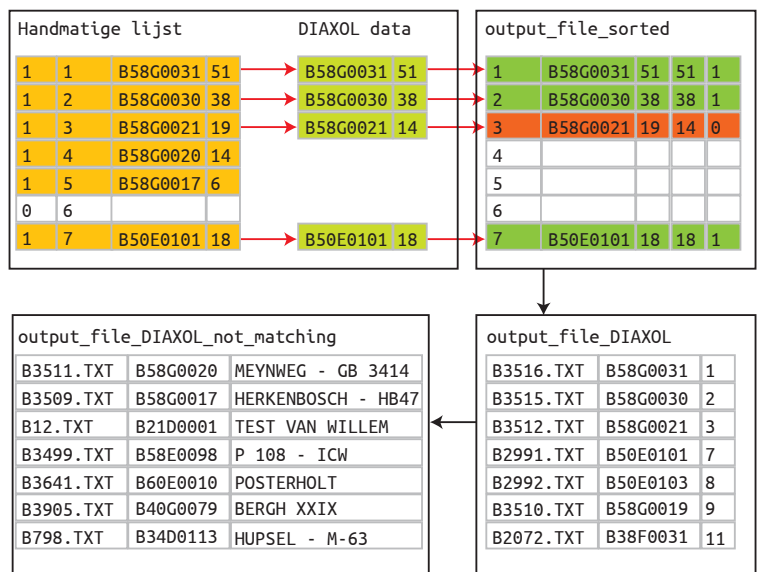 Handmatige lijst
1 1 B58G0031 51
1 2 B58G0030 38
1 3 B58G0021 19
1 4 B58G0020 14
1 5 B58G0017 6
0 6
1 7 B50E0101 18
DIAXOL data
B58G0031 51
B58G0030 38
B58G0021 14
B50E0101 18
output_file_sorted
1 B58G0031 51 51 1
2 B58G0030 38 38 1
3 B58G0021 19 14 0
4
5
6
7 B50E0101 18 18 1
output_file_DIAXOL_not_matching
B3511.TXT B58G0020 MEYNWEG - GB 3414
B3509.TXT B58G0017 HERKENBOSCH - HB47
B12.TXT B21D0001 TEST VAN WILLEM
B3499.TXT B58E0098 P 108 - ICW
B3641.TXT B60E0010 POSTERHOLT
B3905.TXT B40G0079 BERGH XXIX
B798.TXT B34D0113 HUPSEL - M-63
output_file_DIAXOL
B3516.TXT B58G0031 1
B3515.TXT B58G0030 2
B3512.TXT B58G0021 3
B2991.TXT B50E0101 7
B2992.TXT B50E0103 8
B3510.TXT B58G0019 9
B2072.TXT B38F0031 11